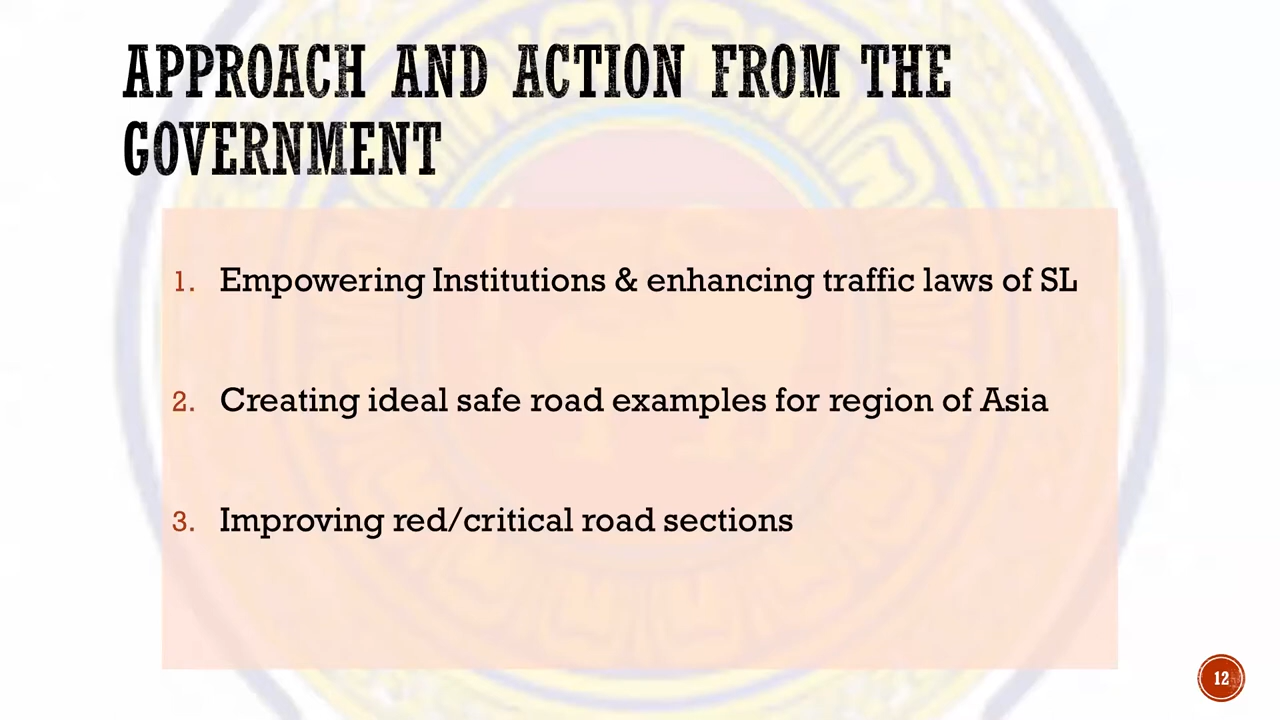 APPROACH AND ACTION FROM THE
GOVERNMENT
1. Empowering Institutions & enhancing traffic laws of SL
2. Creating ideal safe road examples for region of Asia
3. Improving red/critical road sections
12